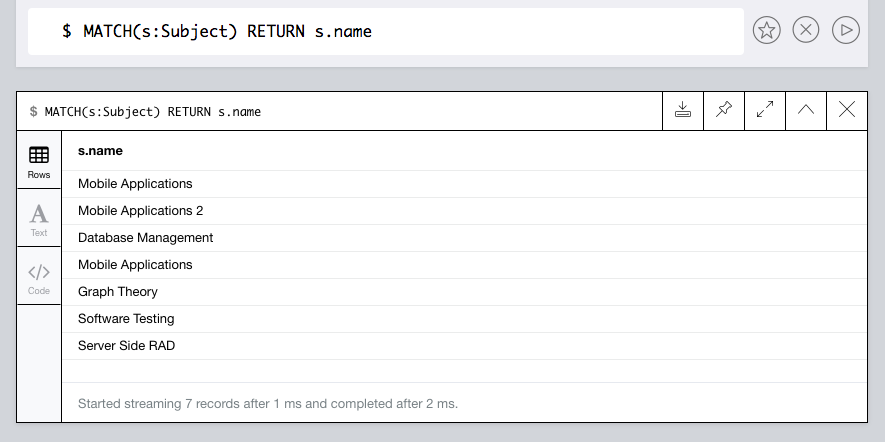 $ MATCH(s:Subject) RETURN s.name
$ MATCH(s:Subject) RETURN s.name
s.name
Rows
Mobile Applications
Mobile Applications 2
A
Text
Database Management
Mobile Applications
</>
Code
Graph Theory
Software Testing
Server Side RAD
Started streaming 7 records after 1 ms and completed after 2 ms.